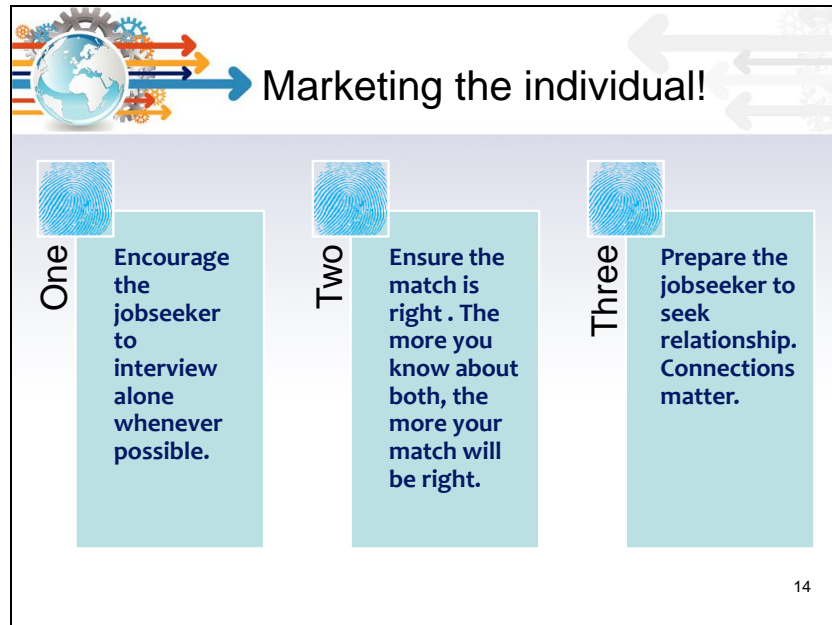 Marketing the individual!
One
Encourage
the
jobseeker
to
interview
alone
whenever
possible.
Two
Ensure the
match is
right . The
more you
know about
both, the
more your
match will
be right.
Three
Prepare the
jobseeker to
seek
relationship.
Connections
matter.
14